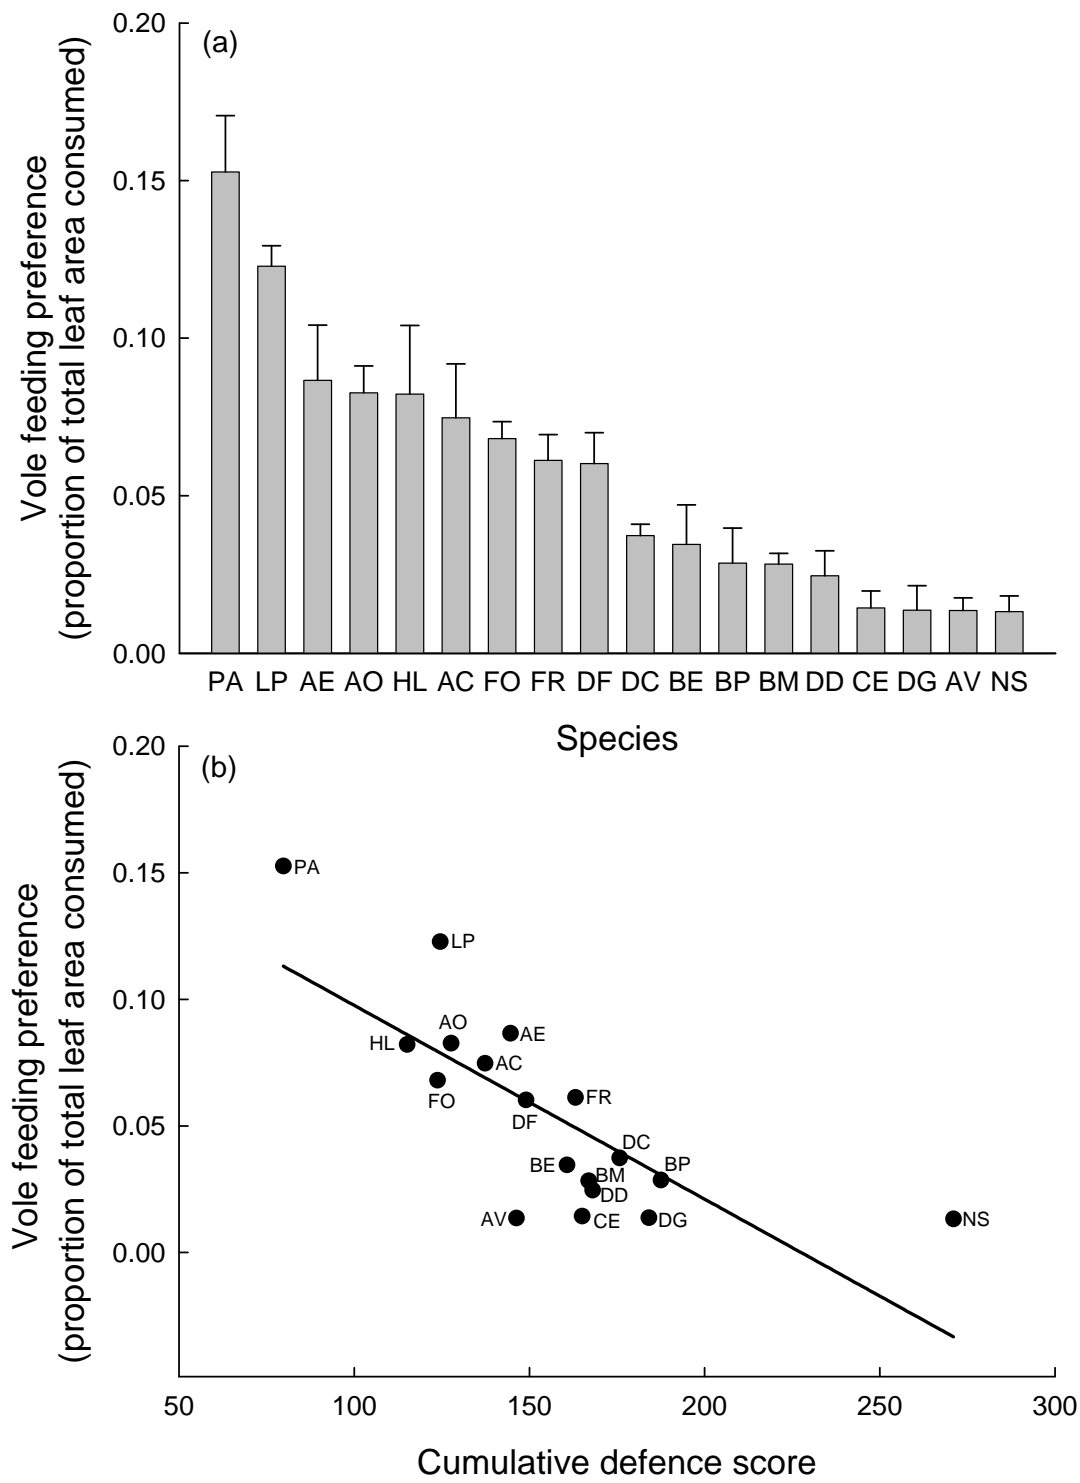 (a)
Vole feeding preference
(proportion of total leaf area consumed)
0.20
0.15
0.10
0.05
0.00
PA LP AE AO HL AC FO FR DF DC BE BP BM DD CE DG AV NS
Species
(b)
Vole feeding preference
(proportion of total leaf area consumed)
0.20
0.15
0.10
0.05
0.00
PA
LP
AO
AE
HL
AC
FO
DF
FR
DC
BE
BM
BP
DD
AV
CE
DG
NS
50 100 150 200 250 300
Cumulative defence score